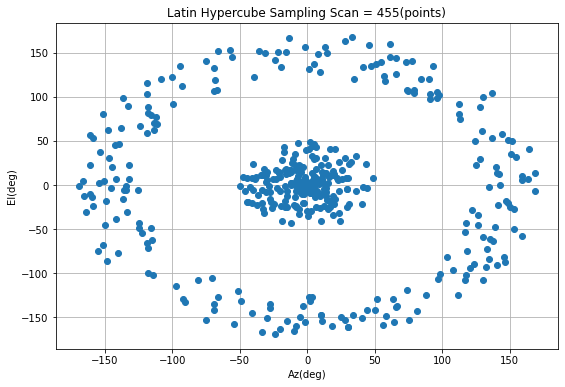 Latin Hypercube Sampling Scan = 455(points)
El(deg)
150
100
50
0
−50
−100
−150
−150 −100 −50 0 50 100 150
Az(deg)